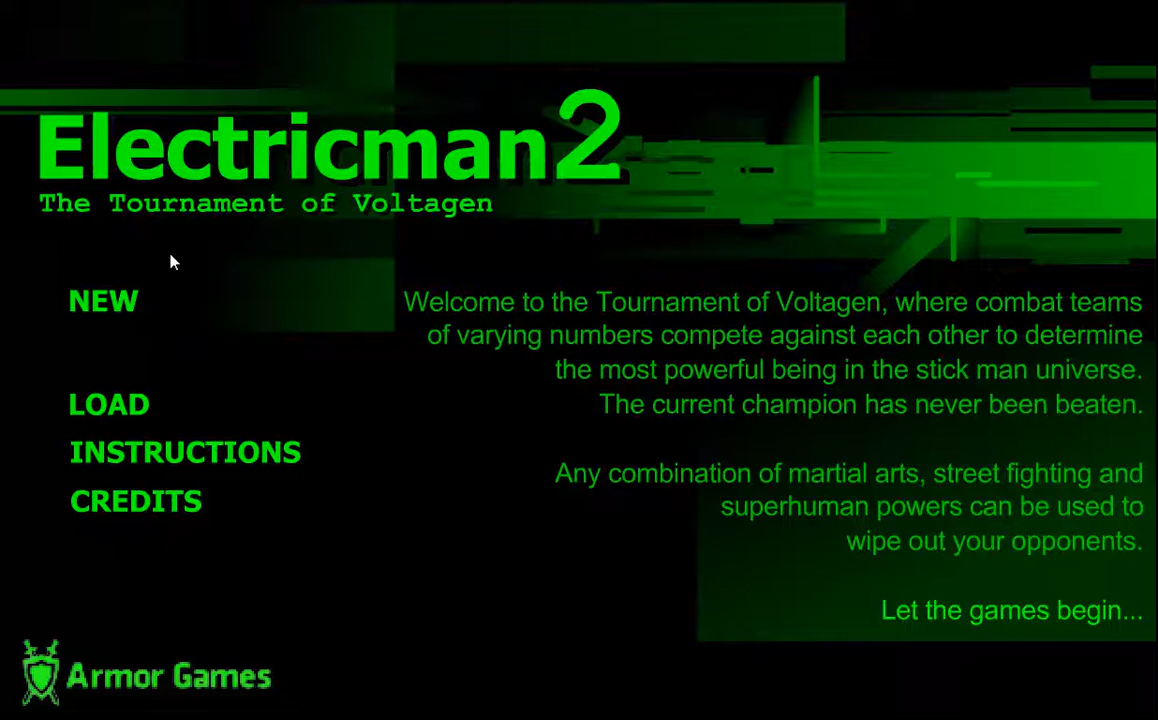 Electricman2
The Tournament of Voltagen
NEW
LOAD
INSTRUCTIONS
CREDITS
Welcome to the Tournament of Voltagen, where combat teams
of varying numbers compete against each other to determine
the most powerful being in the stick man universe.
The current champion has never been beaten.
Any combination of martial arts, street fighting and
superhuman powers can be used to
wipe out your opponents.
Let the games begin...
Armor Games